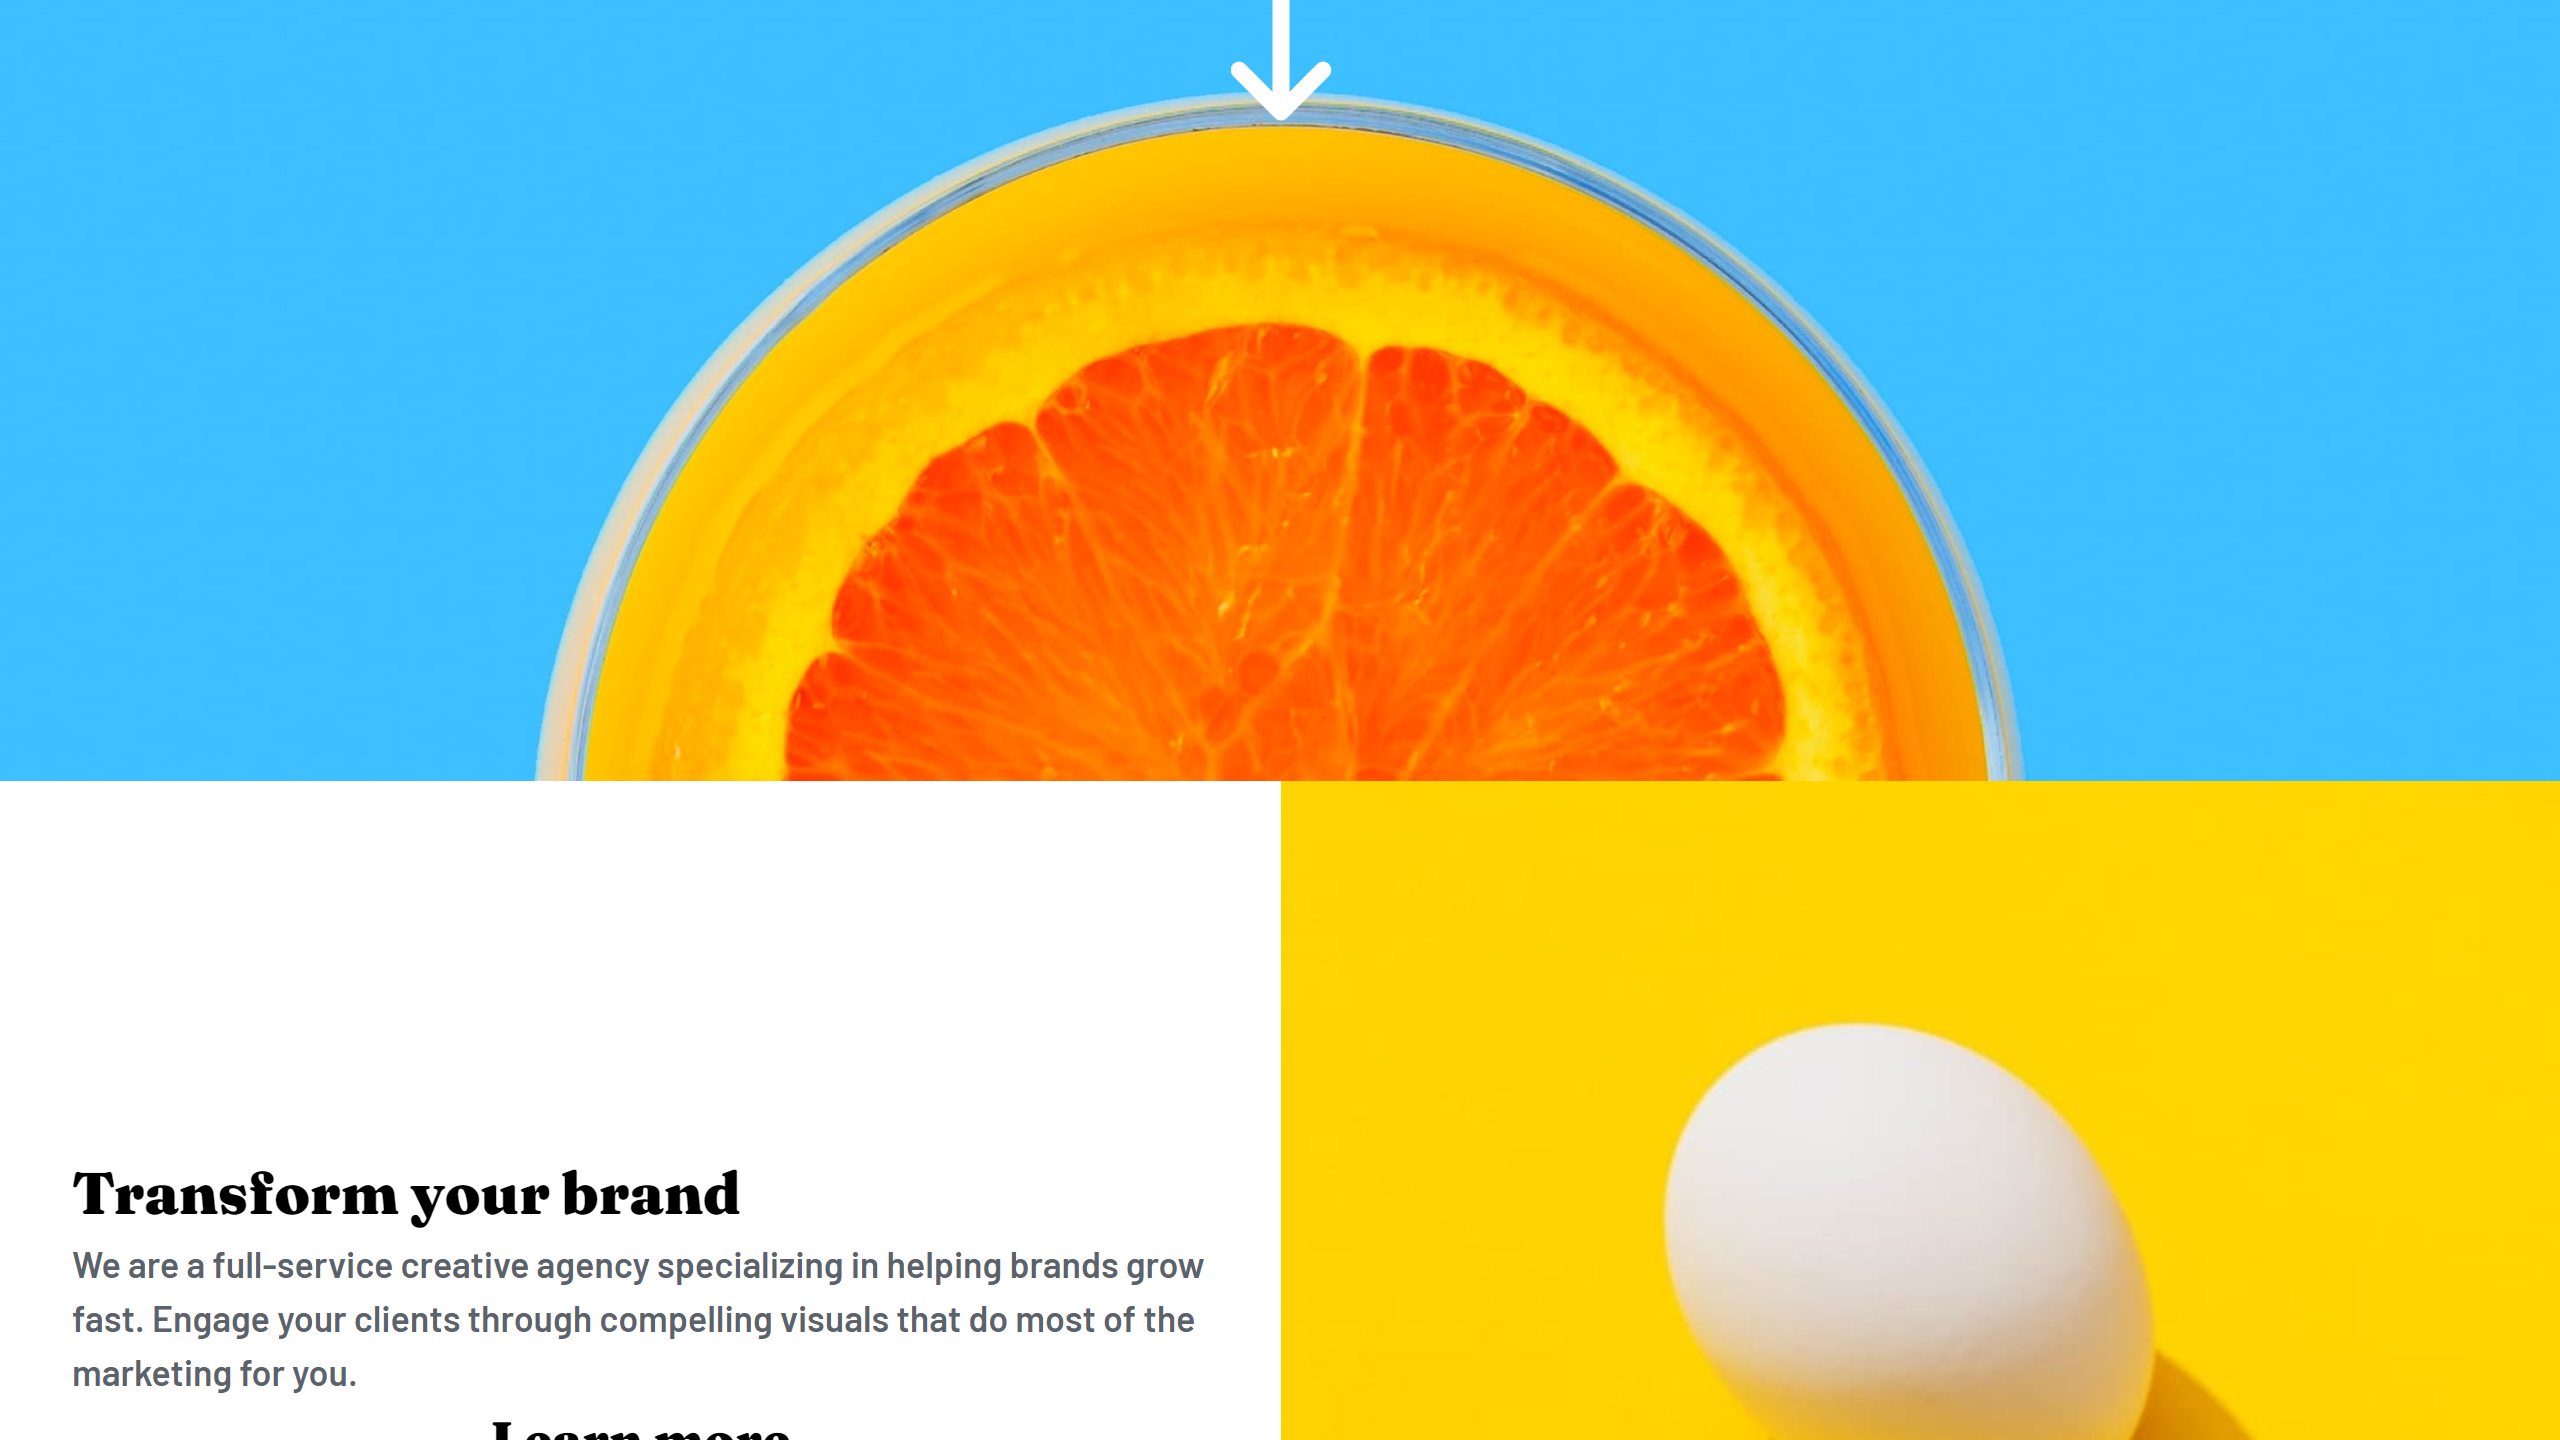 Transform your brand
We are a full-service creative agency specializing in helping brands grow
fast. Engage your clients through compelling visuals that do most of the
marketing for you.
Learn more